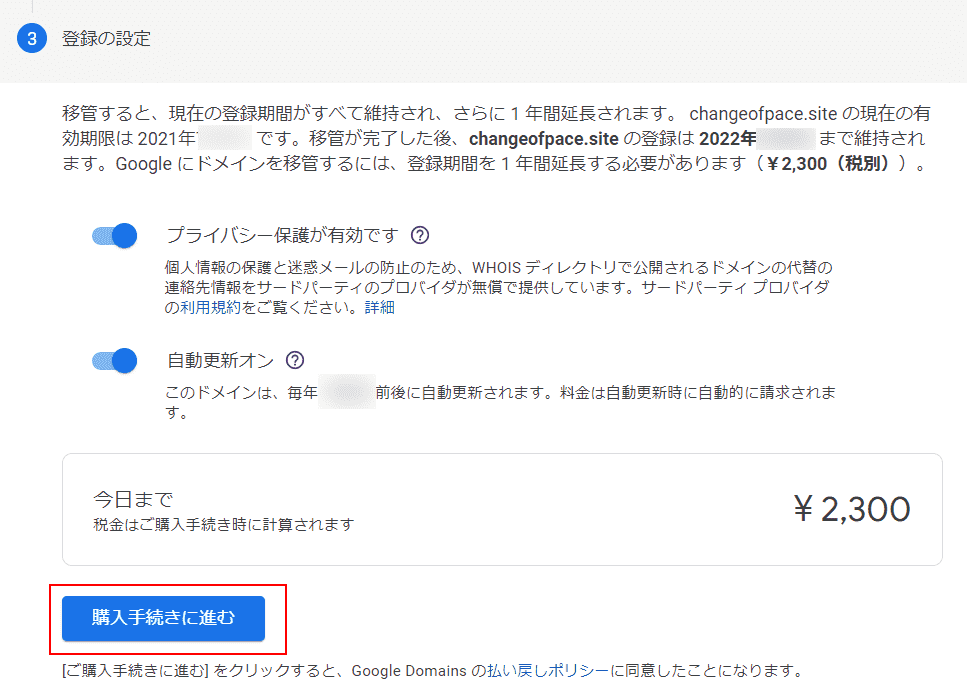 3 登録の設定
移管すると、現在の登録期間がすべて維持され、さらに 1 年間延長されます。 changeofpace.site の現在の有
効期限は 2021年 です。移管が完了した後、changeofpace.site の登録は 2022年 まで維持され
ます。Google にドメインを移管するには、登録期間を 1 年間延長する必要があります（￥2,300（税別））。
プライバシー保護が有効です ?
個人情報の保護と迷惑メールの防止のため、WHOIS ディレクトリで公開されるドメインの代替の
連絡先情報をサードパーティのプロバイダが無償で提供しています。サードパーティ プロバイダ
の利用規約をご覧ください。詳細
自動更新オン ?
このドメインは、毎年 前後に自動更新されます。料金は自動更新時に自動的に請求されま
す。
今日まで
税金はご購入手続き時に計算されます
￥2,300
購入手続きに進む
[ご購入手続きに進む] をクリックすると、Google Domains の払い戻しポリシーに同意したことになります。